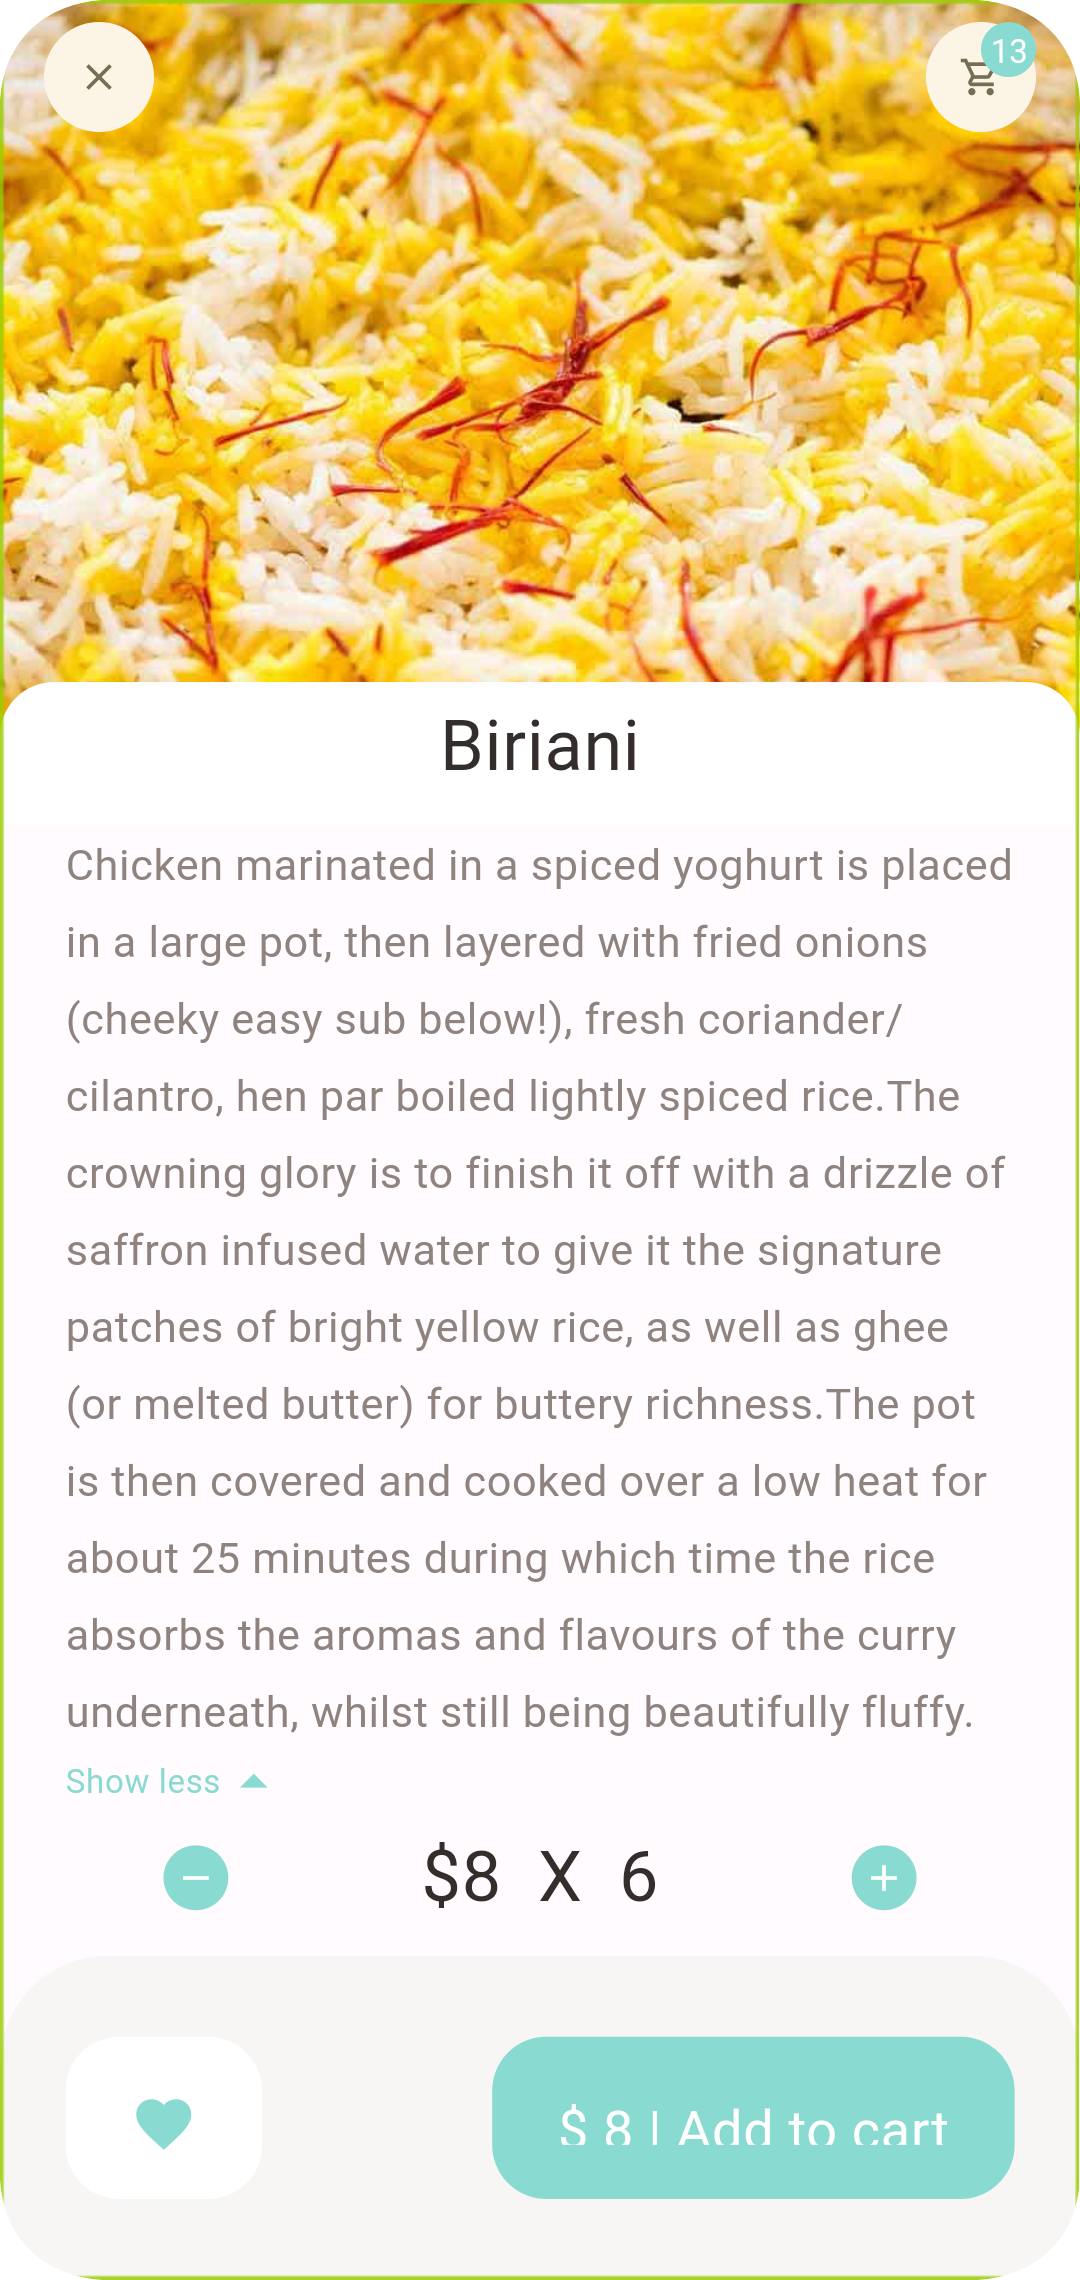 13
Biriani
Chicken marinated in a spiced yoghurt is placed
in a large pot, then layered with fried onions
(cheeky easy sub below!), fresh coriander/
cilantro, hen par boiled lightly spiced rice.The
crowning glory is to finish it off with a drizzle of
saffron infused water to give it the signature
patches of bright yellow rice, as well as ghee
(or melted butter) for buttery richness.The pot
is then covered and cooked over a low heat for
about 25 minutes during which time the rice
absorbs the aromas and flavours of the curry
underneath, whilst still being beautifully fluffy.
Show less
$8 X 6
$ 8 | Add to cart